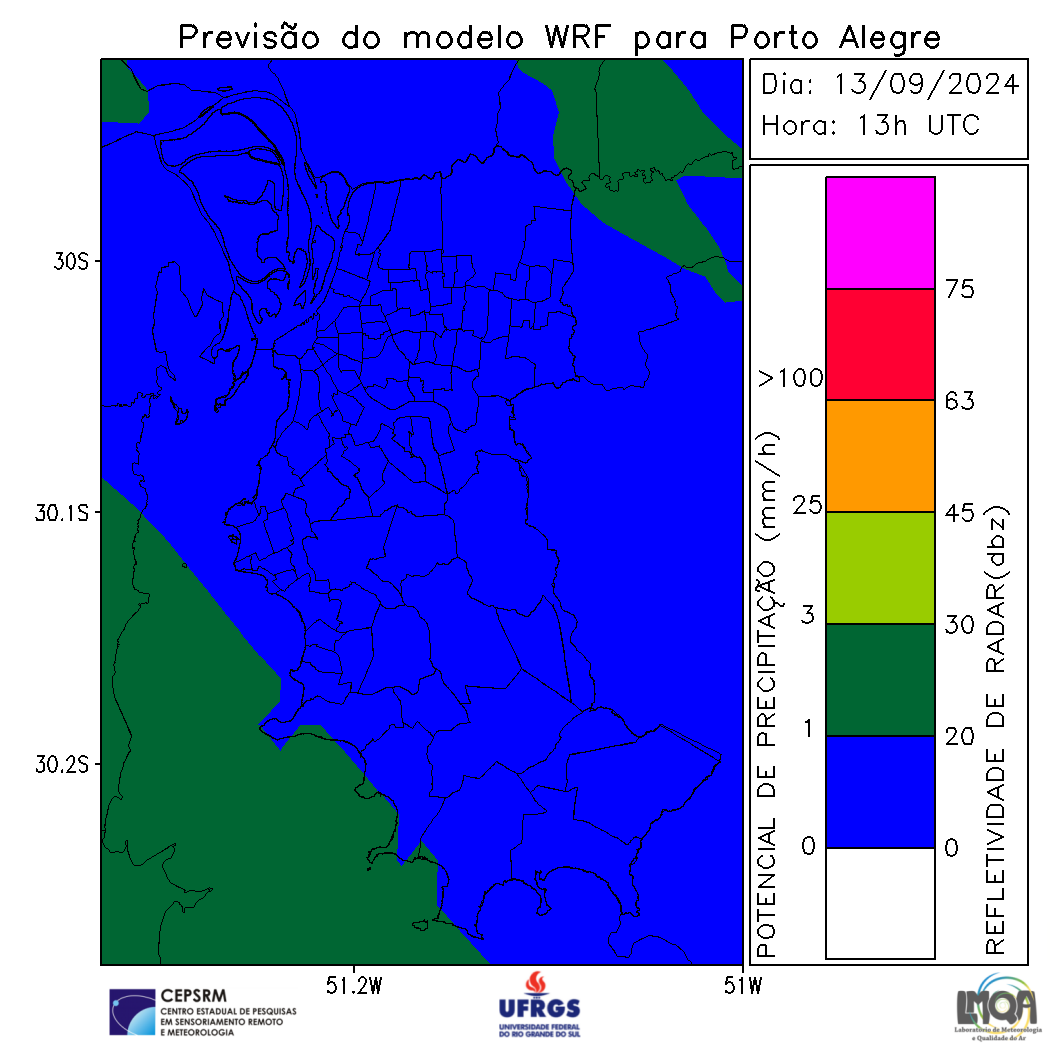 Previsão do modelo WRF para Porto Alegre
Dia: 13/09/2024
Hora: 13h UTC
30S
30.1S
30.2S
51.2W
51W
POTENCIAL DE PRECIPITAÇÃO (mm/h)
>100
25
3
1
0
75
63
45
30
20
0
REFLETIVIDADE DE RADAR(dbz)
CEPSRM
CENTRO ESTADUAL DE PESQUISAS
EM SENSORIAMENTO REMOTO
E METEOROLOGIA
UFRGS
UNIVERSIDADE FEDERAL
DO RIO GRANDE DO SUL
LMQA
Laboratório de Meteorologia
e Qualidade do Ar